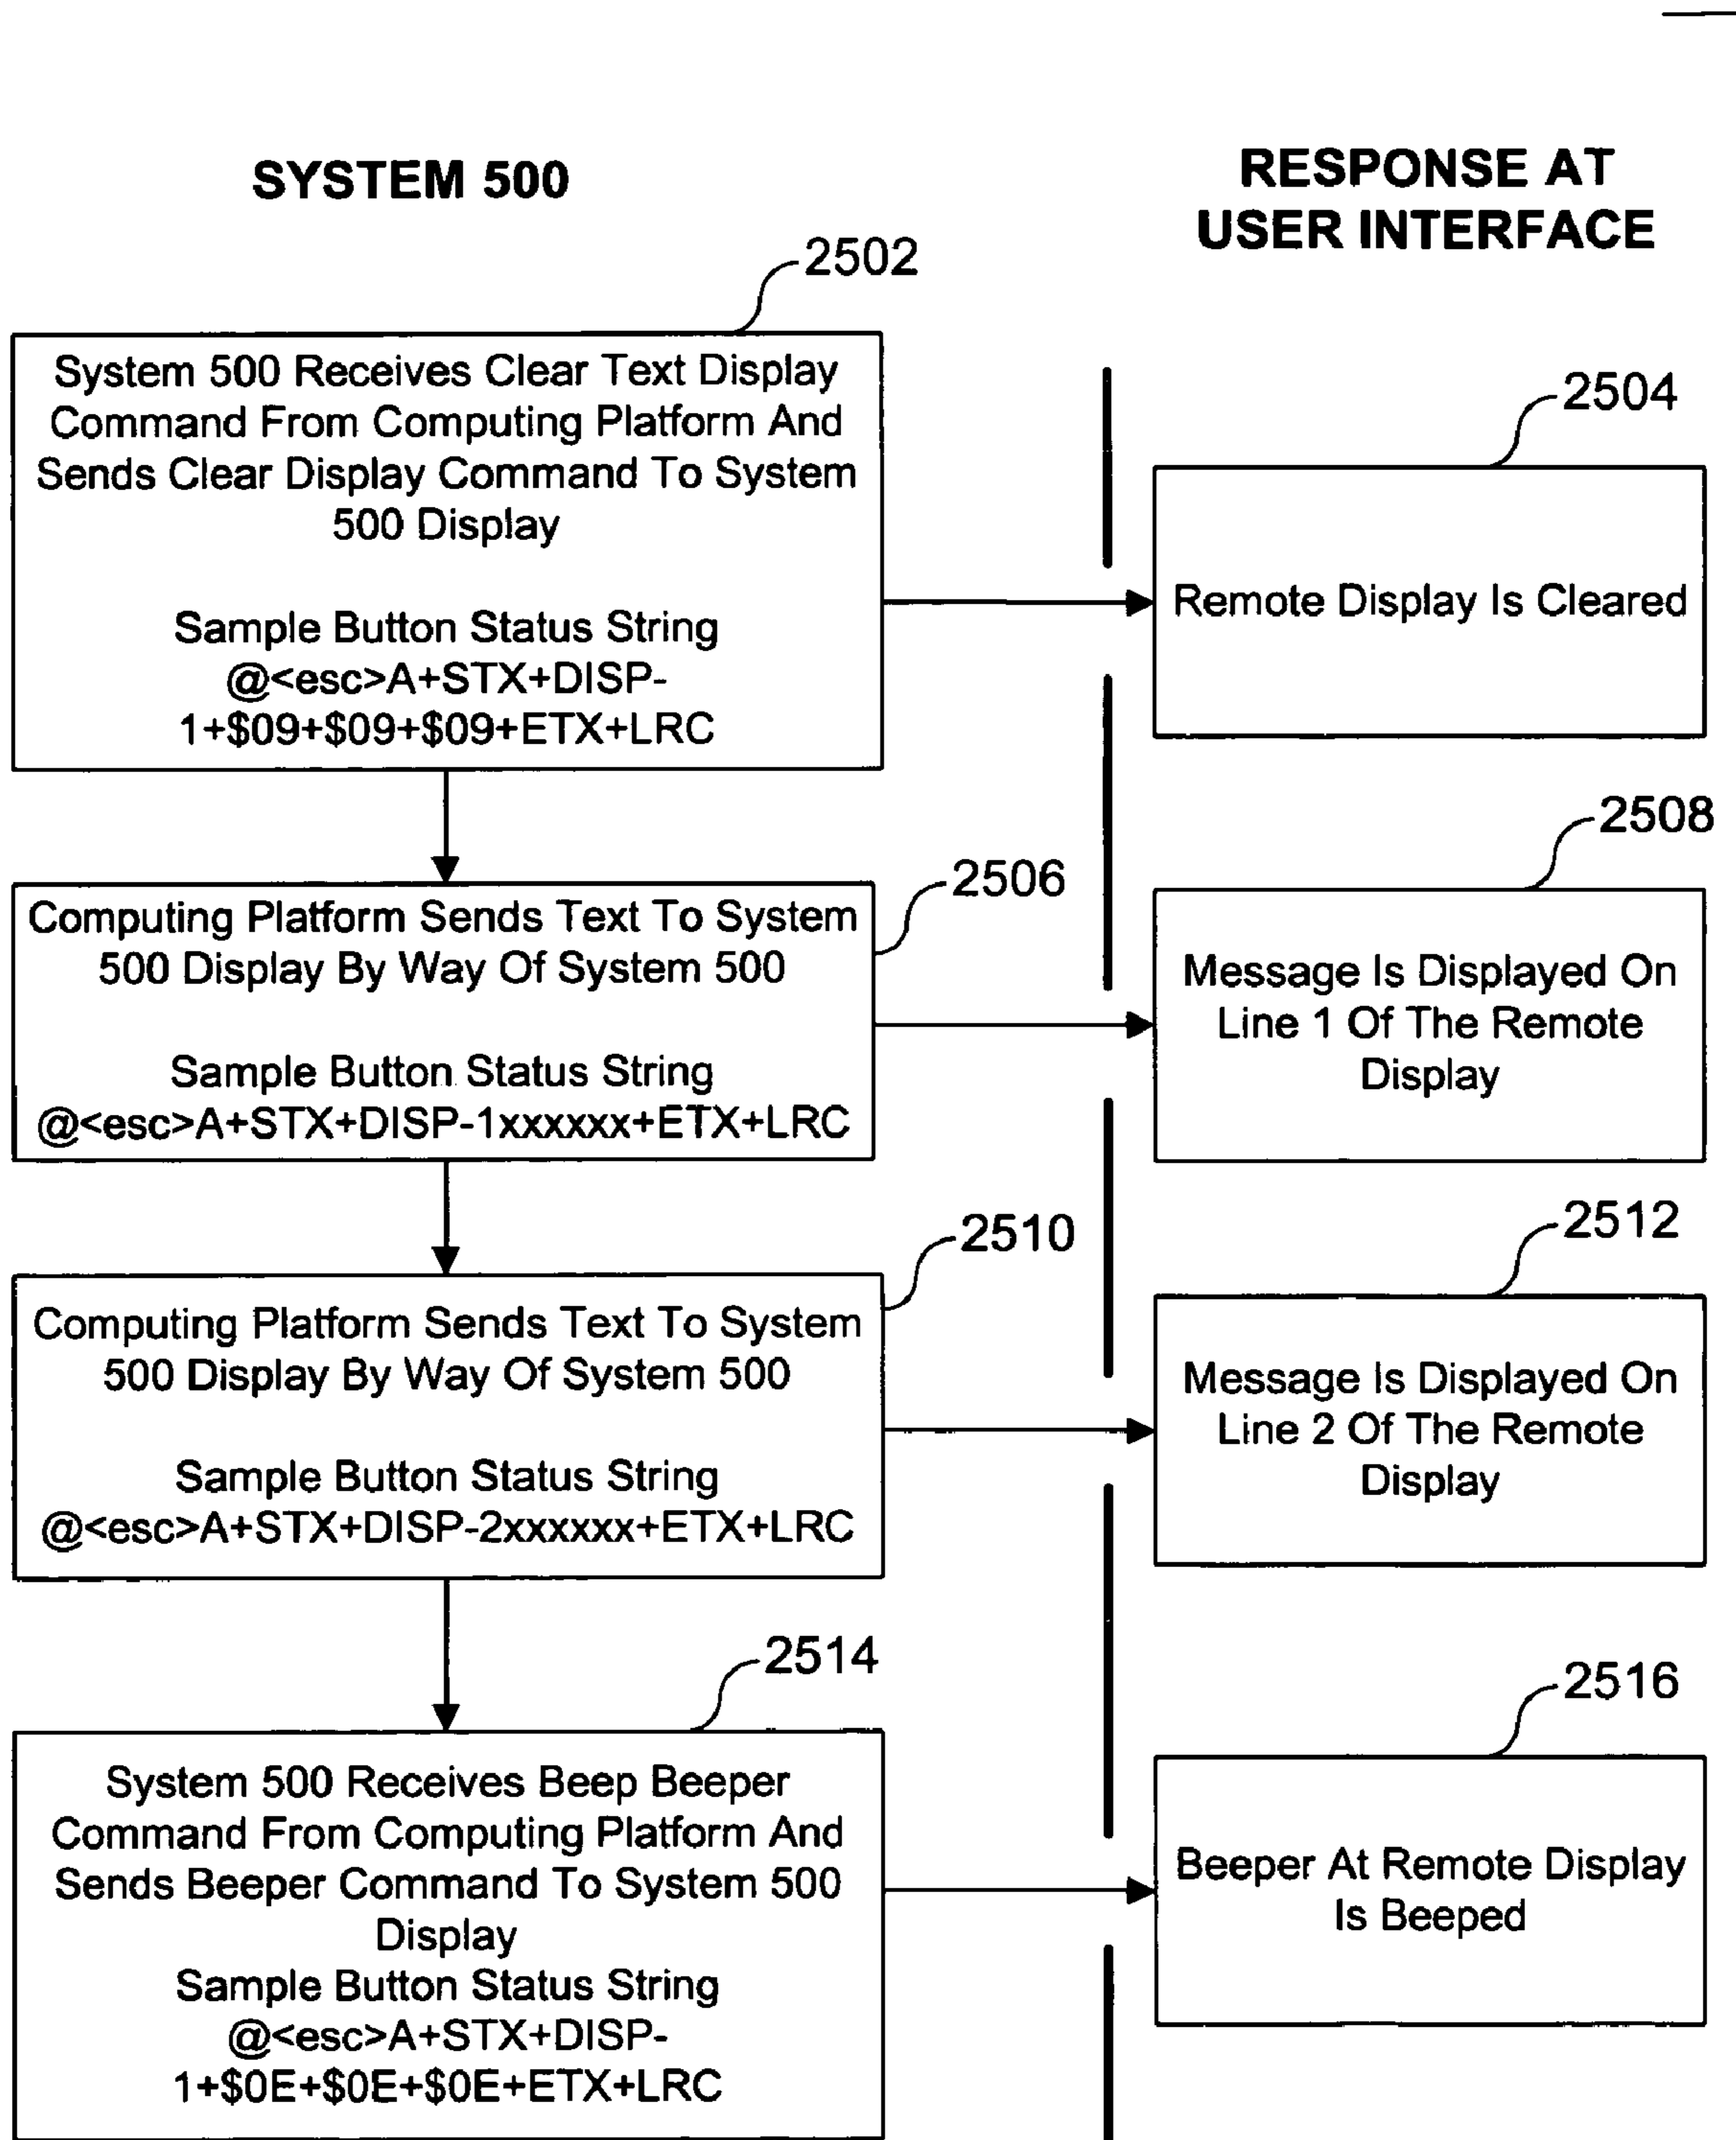 SYSTEM 500
RESPONSE AT
USER INTERFACE
2502
System 500 Receives Clear Text Display
Command From Computing Platform And
Sends Clear Display Command To System
500 Display
Sample Button Status String
@<esc>A+STX+DISP-
1+$09+$09+$09+ETX+LRC
2504
Remote Display Is Cleared
2506
Computing Platform Sends Text To System
500 Display By Way Of System 500
Sample Button Status String
@<esc>A+STX+DISP-1xxxxxx+ETX+LRC
2508
Message Is Displayed On
Line 1 Of The Remote
Display
2510
Computing Platform Sends Text To System
500 Display By Way Of System 500
Sample Button Status String
@<esc>A+STX+DISP-2xxxxxx+ETX+LRC
2512
Message Is Displayed On
Line 2 Of The Remote
Display
2514
System 500 Receives Beep Beeper
Command From Computing Platform And
Sends Beeper Command To System 500
Display
Sample Button Status String
@<esc>A+STX+DISP-
1+$0E+$0E+$0E+ETX+LRC
2516
Beeper At Remote Display
Is Beeped